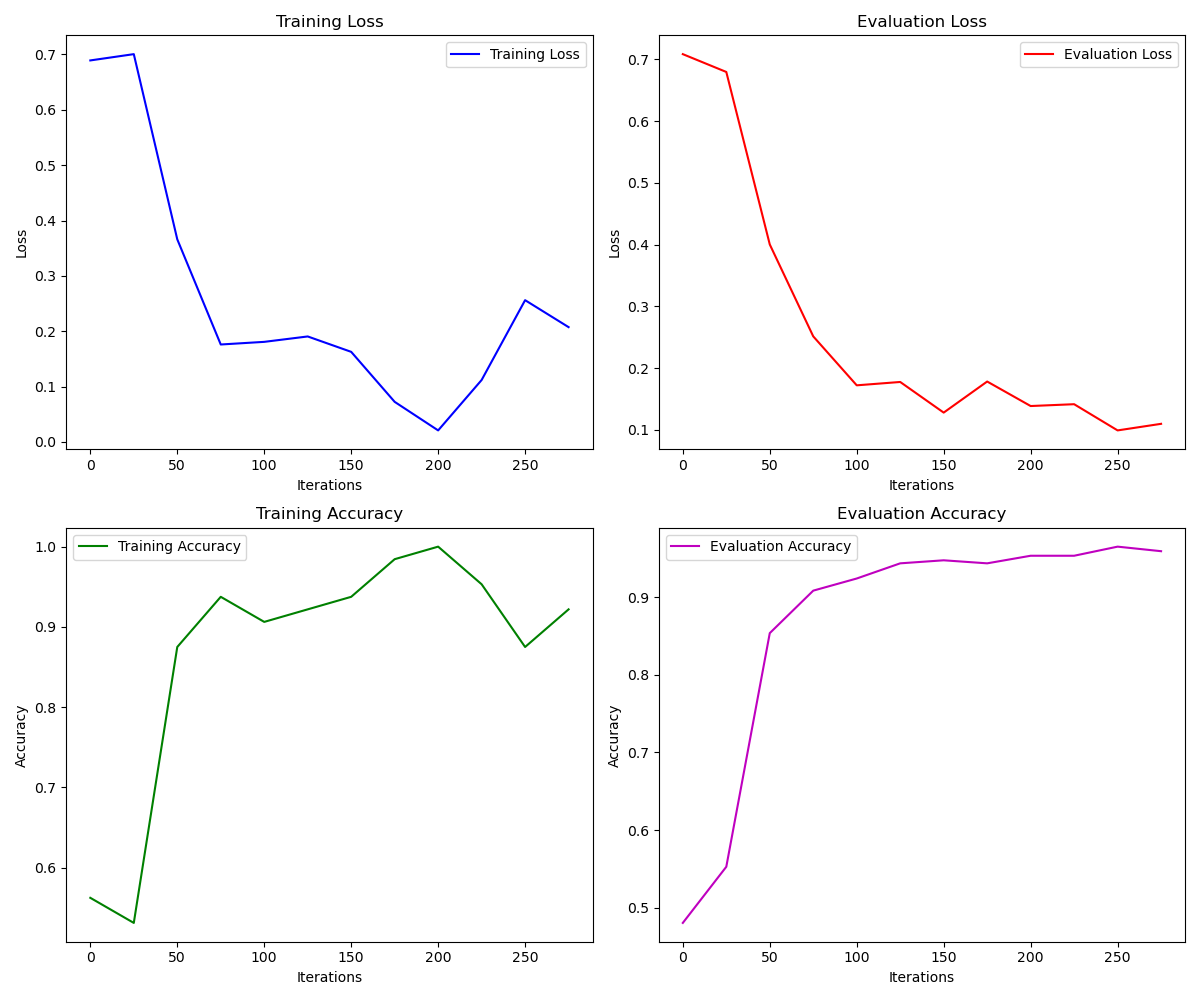 Training Loss
Training Loss
0.7
0.6
0.5
0.4
0.3
0.2
0.1
0.0
Loss
0 50 100 150 200 250
Iterations
Evaluation Loss
Evaluation Loss
0.7
0.6
0.5
0.4
0.3
0.2
0.1
Loss
0 50 100 150 200 250
Iterations
Training Accuracy
Training Accuracy
1.0
0.9
0.8
0.7
0.6
Accuracy
0 50 100 150 200 250
Iterations
Evaluation Accuracy
Evaluation Accuracy
0.9
0.8
0.7
0.6
0.5
Accuracy
0 50 100 150 200 250
Iterations